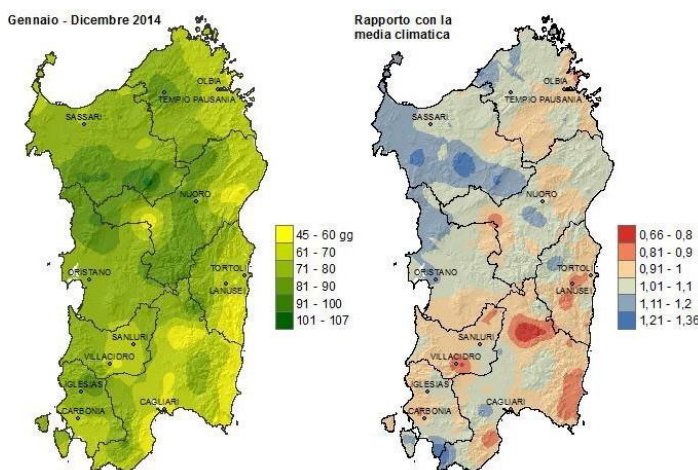 Gennaio - Dicembre 2014
OLBIA
TEMPIO PAUSANIA
SASSARI
NUORO
ORISTANO
TORTOLI
LANUSEI
SANLURI
VILLACIDRO
IGLESIAS
CARBONIA
CAGLIARI
45 - 60 gg
61 - 70
71 - 80
81 - 90
91 - 100
101 - 107
Rapporto con la
media climatica
OLBIA
TEMPIO PAUSANIA
SASSARI
NUORO
ORISTANO
TORTOLI
LANUSEI
SANLURI
VILLACIDRO
IGLESIAS
CARBONIA
CAGLIARI
0,66 - 0,8
0,81 - 0,9
0,91 - 1
1,01 - 1,1
1,11 - 1,2
1,21 - 1,36